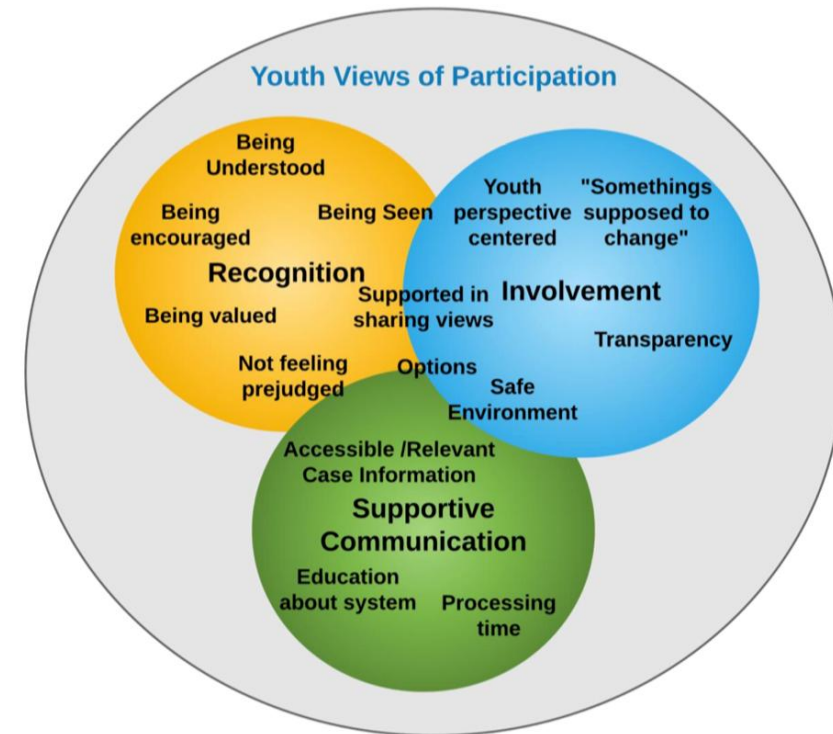 Youth Views of Participation
Being
Understood
Being
encouraged
Being Seen
Recognition
Being valued
Not feeling
prejudged
Youth
perspective
centered
"Somethings
supposed to
change"
Involvement
Supported in
sharing views
Transparency
Options
Safe
Environment
Accessible /Relevant
Case Information
Supportive
Communication
Education
about system
Processing
time